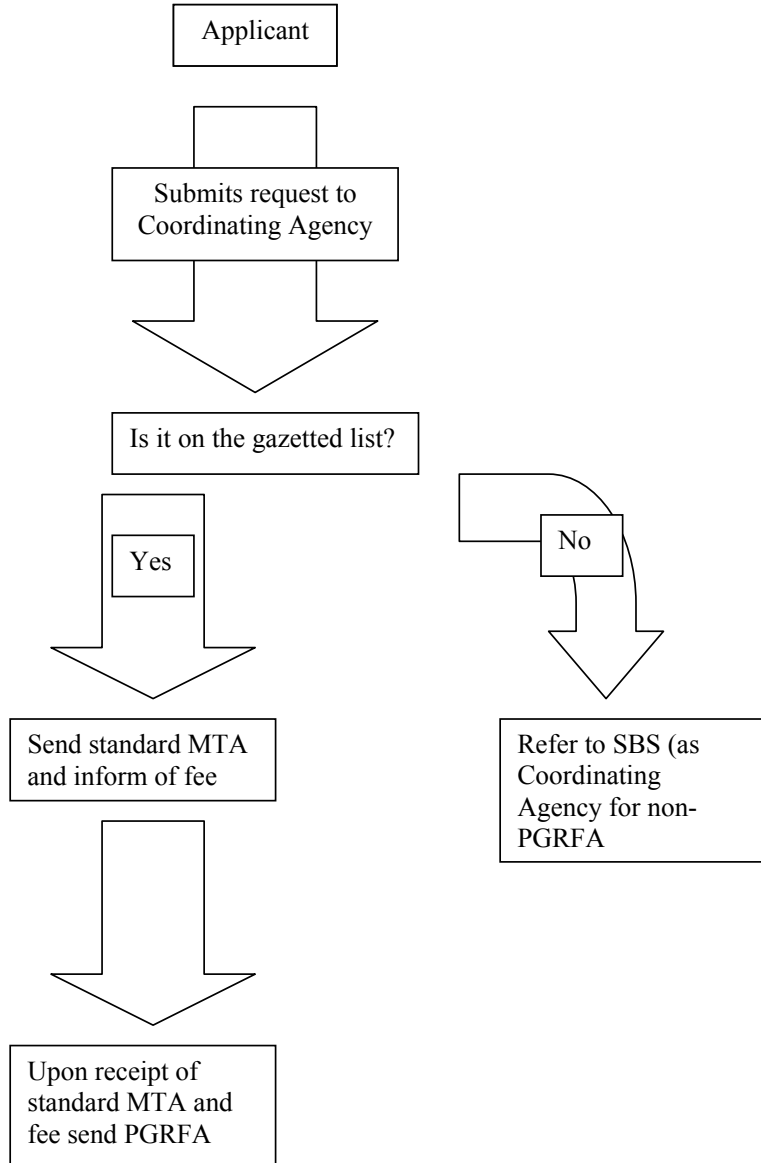 Applicant
Submits request to
Coordinating Agency
Is it on the gazetted list?
Yes
No
Send standard MTA
and inform of fee
Refer to SBS (as
Coordinating
Agency for non-
PGRFA
Upon receipt of
standard MTA and
fee send PGRFA